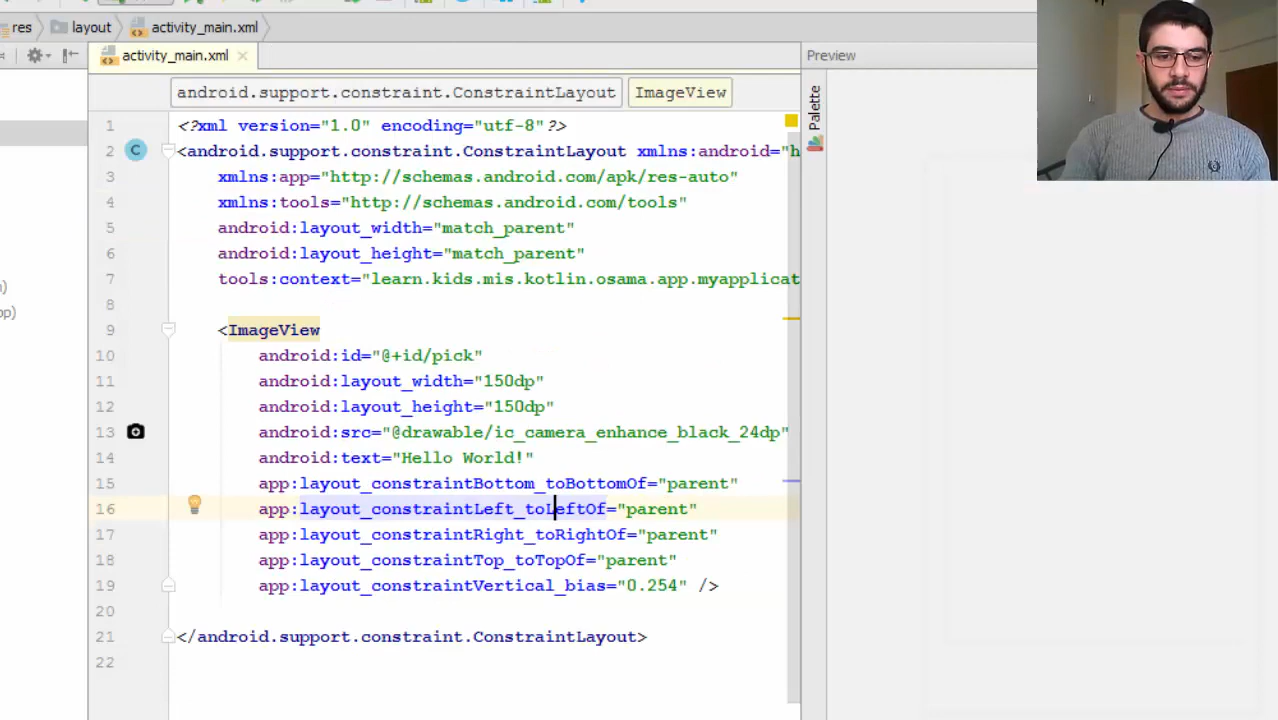 res layout activity_main.xml
activity_main.xml
Preview
android.support.constraint.ConstraintLayout ImageView
Palette
1 <?xml version="1.0" encoding="utf-8"?>
2 <android.support.constraint.ConstraintLayout xmlns:android="h
3 xmlns:app="http://schemas.android.com/apk/res-auto"
4 xmlns:tools="http://schemas.android.com/tools"
5 android:layout_width="match_parent"
6 android:layout_height="match_parent"
7 tools:context="learn.kids.mis.kotlin.osama.app.myapplicat
8
9 <ImageView
10 android:id="@+id/pick"
11 android:layout_width="150dp"
12 android:layout_height="150dp"
13 android:src="@drawable/ic_camera_enhance_black_24dp"
14 android:text="Hello World!"
15 app:layout_constraintBottom_toBottomOf="parent"
16 app:layout_constraintLeft_toLeftOf="parent"
17 app:layout_constraintRight_toRightOf="parent"
18 app:layout_constraintTop_toTopOf="parent"
19 app:layout_constraintVertical_bias="0.254" />
20
21 </android.support.constraint.ConstraintLayout>
22